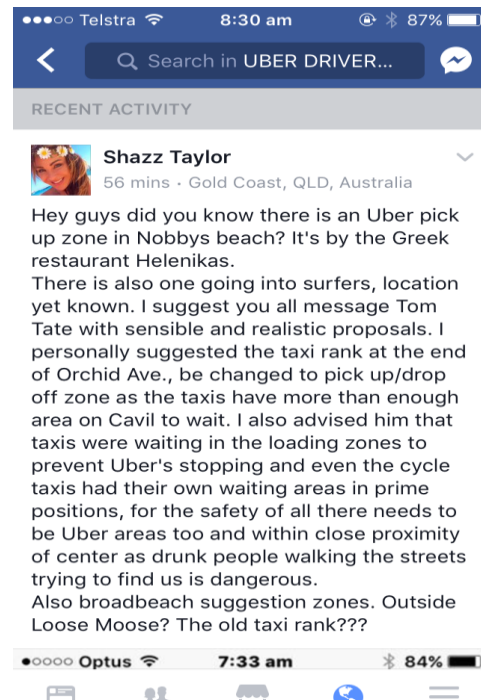 Telstra 8:30 am 87%
Search in UBER DRIVER...
RECENT ACTIVITY
Shazz Taylor
56 mins · Gold Coast, QLD, Australia
Hey guys did you know there is an Uber pick
up zone in Nobbys beach? It's by the Greek
restaurant Helenikas.
There is also one going into surfers, location
yet known. I suggest you all message Tom
Tate with sensible and realistic proposals. I
personally suggested the taxi rank at the end
of Orchid Ave., be changed to pick up/drop
off zone as the taxis have more than enough
area on Cavil to wait. I also advised him that
taxis were waiting in the loading zones to
prevent Uber's stopping and even the cycle
taxis had their own waiting areas in prime
positions, for the safety of all there needs to
be Uber areas too and within close proximity
of center as drunk people walking the streets
trying to find us is dangerous.
Also broadbeach suggestion zones. Outside
Loose Moose? The old taxi rank???
Optus 7:33 am 84%